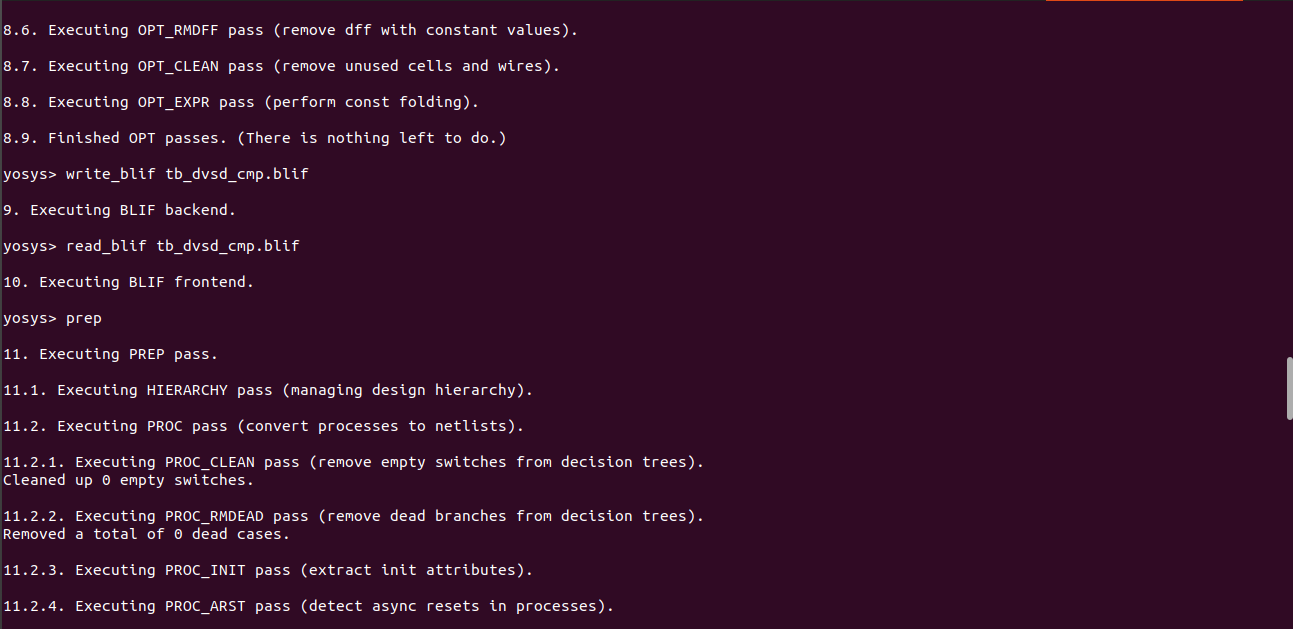 8.6. Executing OPT_RMDFF pass (remove dff with constant values).
8.7. Executing OPT_CLEAN pass (remove unused cells and wires).
8.8. Executing OPT_EXPR pass (perform const folding).
8.9. Finished OPT passes. (There is nothing left to do.)
yosys> write_blif tb_dvsd_cmp.blif
9. Executing BLIF backend.
yosys> read_blif tb_dvsd_cmp.blif
10. Executing BLIF frontend.
yosys> prep
11. Executing PREP pass.
11.1. Executing HIERARCHY pass (managing design hierarchy).
11.2. Executing PROC pass (convert processes to netlists).
11.2.1. Executing PROC_CLEAN pass (remove empty switches from decision trees).
Cleaned up 0 empty switches.
11.2.2. Executing PROC_RMDEAD pass (remove dead branches from decision trees).
Removed a total of 0 dead cases.
11.2.3. Executing PROC_INIT pass (extract init attributes).
11.2.4. Executing PROC_ARST pass (detect async resets in processes).